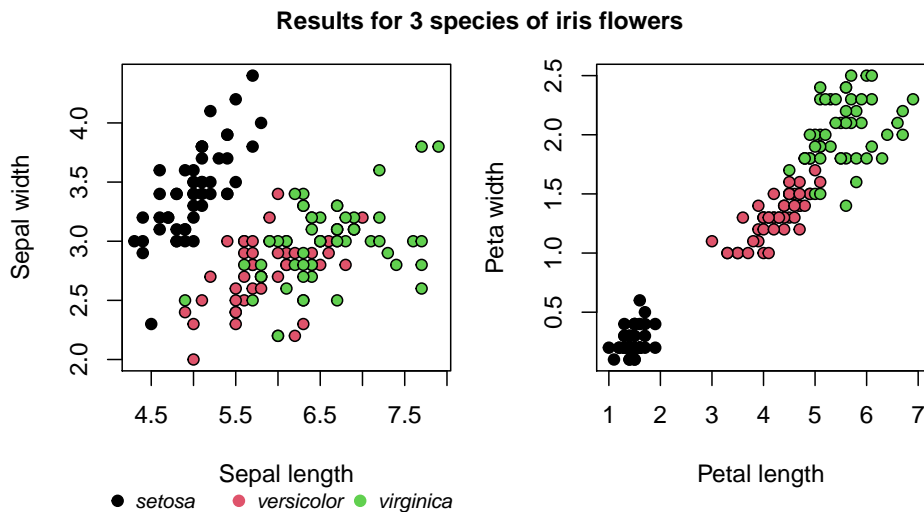 Results for 3 species of iris flowers
Sepal width
2.0 2.5 3.0 3.5 4.0
4.5 5.5 6.5 7.5
Sepal length
Peta width
0.5 1.0 1.5 2.0 2.5
1 2 3 4 5 6 7
Petal length
setosa versicolor virginica